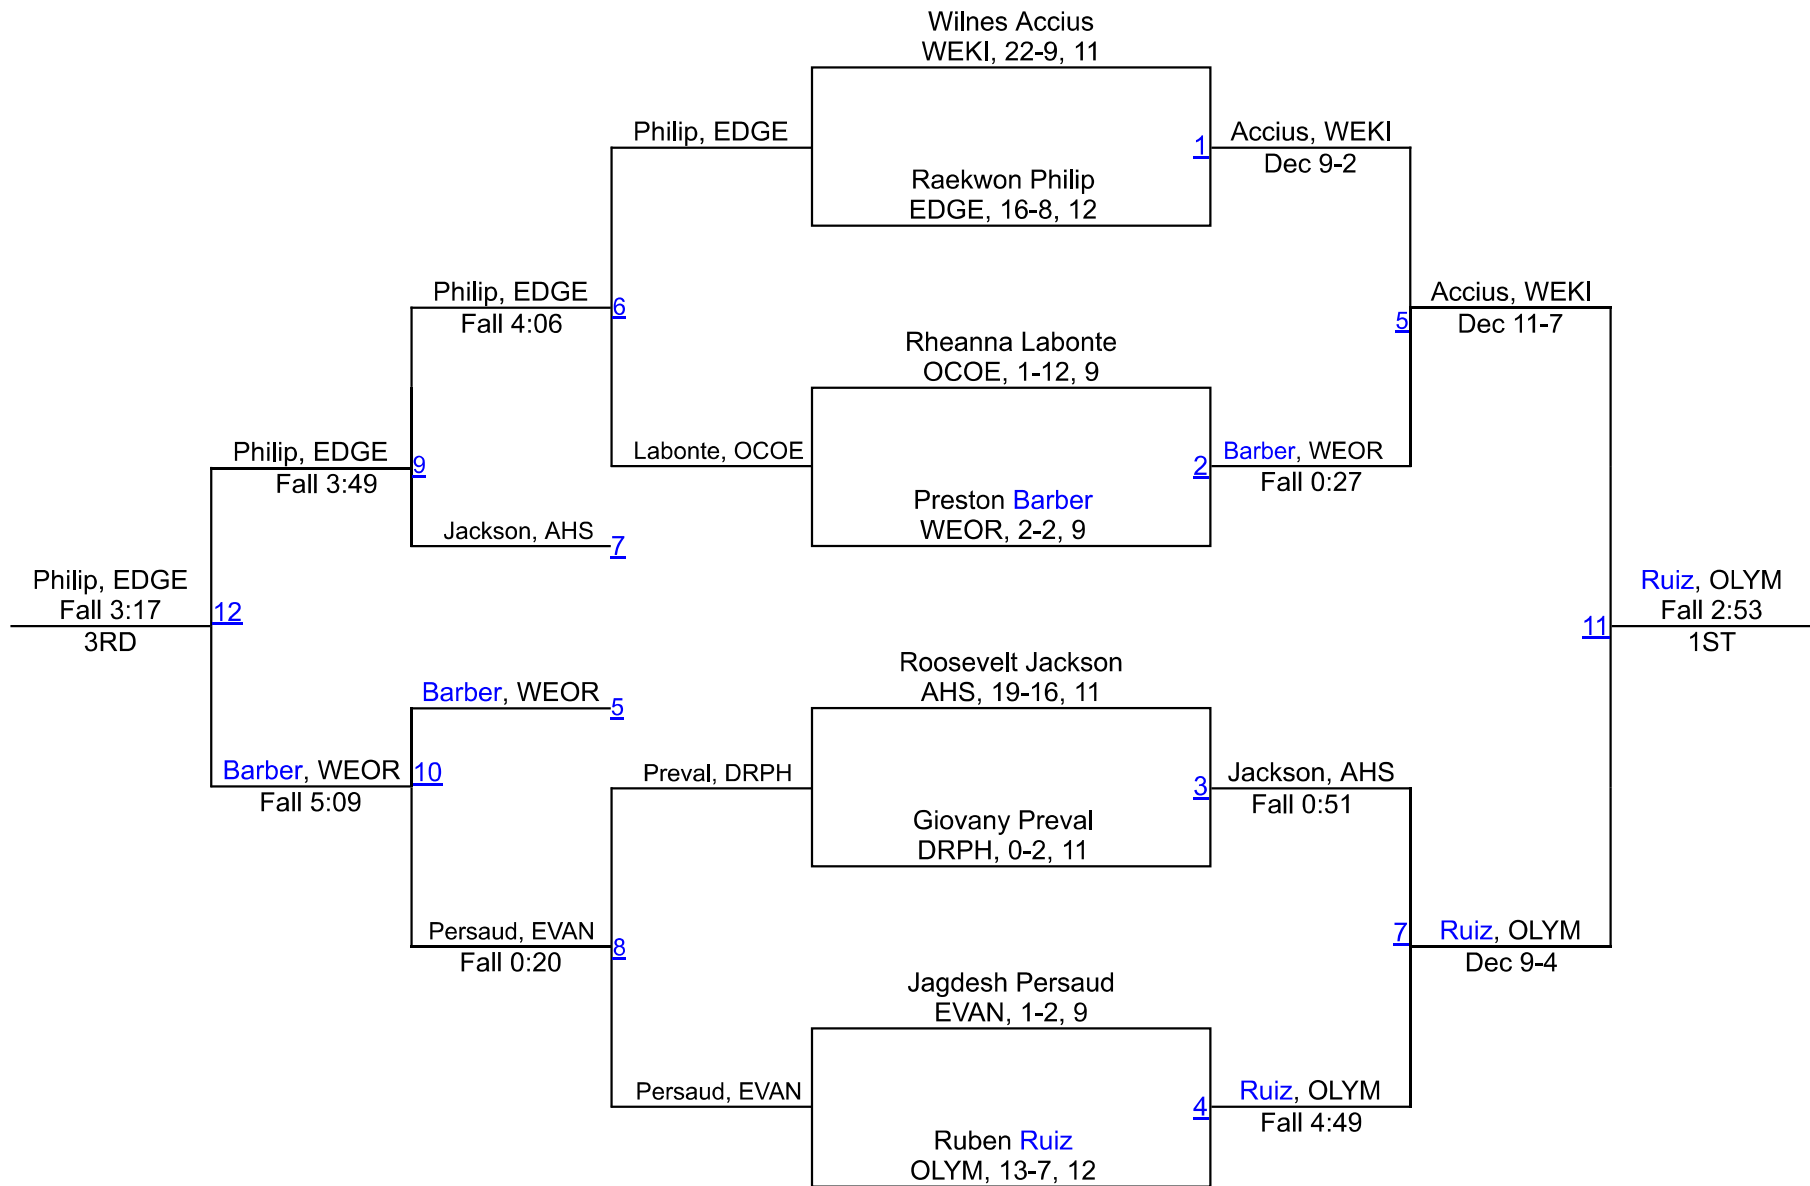 Wilnes Accius
WEKI, 22-9, 11
Philip, EDGE
1
Accius, WEKI
Dec 9-2
Raekwon Philip
EDGE, 16-8, 12
Philip, EDGE
Fall 4:06
6
Accius, WEKI
Dec 11-7
5
Rheanna Labonte
OCOE, 1-12, 9
Philip, EDGE
Fall 3:49
9
Labonte, OCOE
2
Barber, WEOR
Fall 0:27
Preston Barber
WEOR, 2-2, 9
Jackson, AHS
7
Philip, EDGE
Fall 3:17
3RD
12
11
Ruiz, OLYM
Fall 2:53
1ST
Roosevelt Jackson
AHS, 19-16, 11
Barber, WEOR
5
Barber, WEOR
Fall 5:09
10
Preval, DRPH
3
Jackson, AHS
Fall 0:51
Giovany Preval
DRPH, 0-2, 11
Persaud, EVAN
Fall 0:20
8
7
Ruiz, OLYM
Dec 9-4
Jagdesh Persaud
EVAN, 1-2, 9
Persaud, EVAN
4
Ruiz, OLYM
Fall 4:49
Ruben Ruiz
OLYM, 13-7, 12